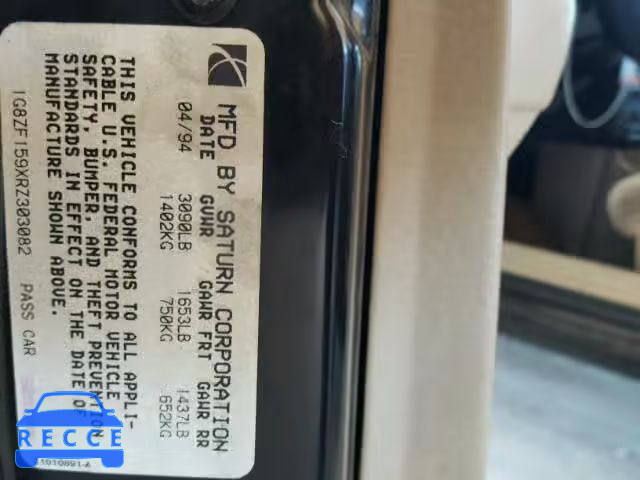 MFD BY SATURN CORPORATION
DATE GVWR GAWR FRT GAWR RR
04/94 3090LB 1653LB 1437LB
1402KG 750KG 652KG
THIS VEHICLE CONFORMS TO ALL APPLI-
CABLE U.S. FEDERAL MOTOR VEHICLE
SAFETY, BUMPER, AND THEFT PREVENTION
STANDARDS IN EFFECT ON THE DATE OF
MANUFACTURE SHOWN ABOVE.
1G8ZF159XRZ303082 PASS CAR
21010891-A
RECCE